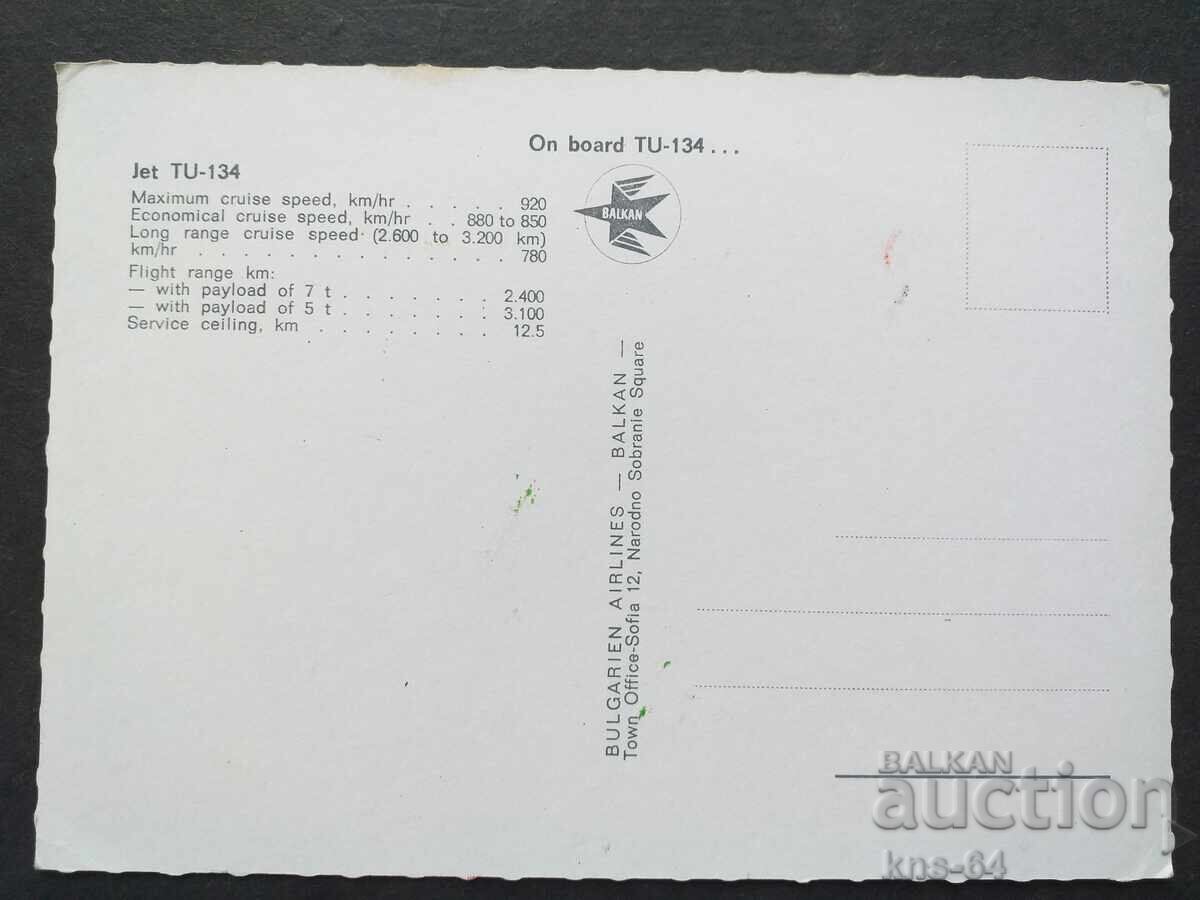 On board TU-134...
Jet TU-134
Maximum cruise speed, km/hr . . . . . 920
Economical cruise speed, km/hr . . 880 to 850
Long range cruise speed (2.600 to 3.200 km)
km/hr . . . . . . . . . . . . . . . 780
Flight range km:
— with payload of 7 t . . . . . . . 2.400
— with payload of 5 t . . . . . . . 3.100
Service ceiling, km . . . . . . . . 12.5
BALKAN
BULGARIEN AIRLINES — BALKAN —
Town Office-Sofia 12, Narodno Sobranie Square
BALKAN
auction
kns-64